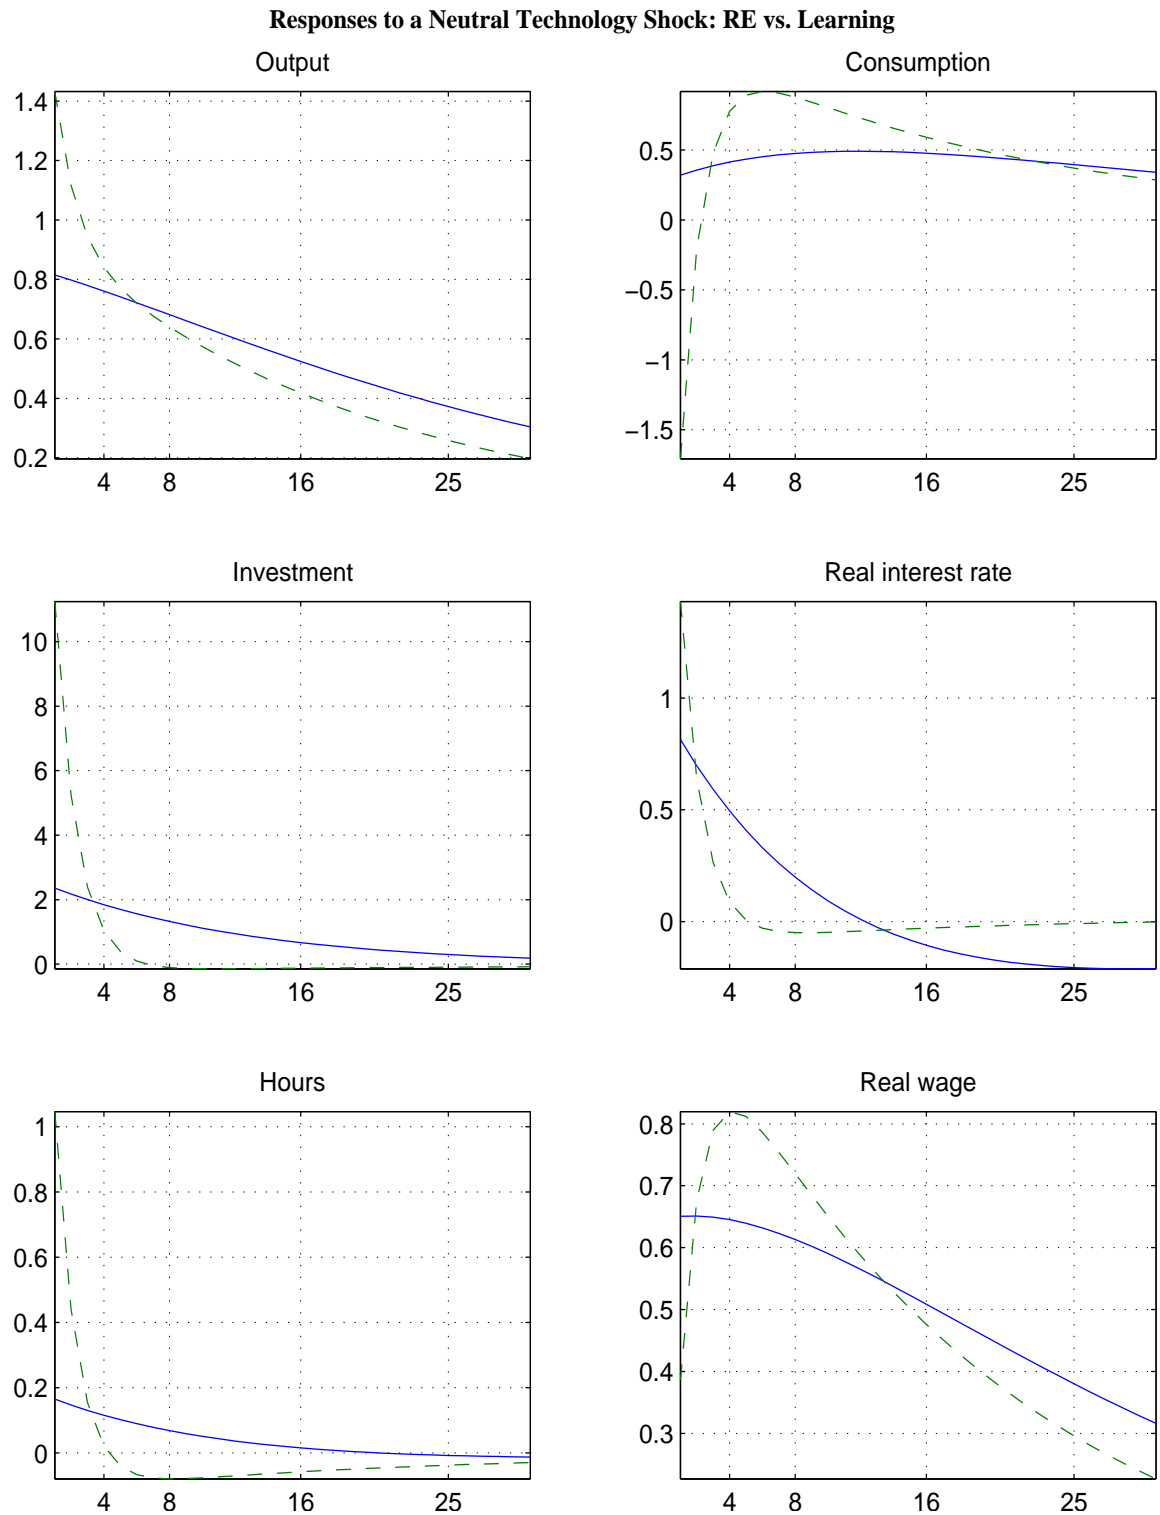 Responses to a Neutral Technology Shock: RE vs. Learning
Output
1.4
1.2
1
0.8
0.6
0.4
0.2
4 8 16 25
Consumption
0.5
0
−0.5
−1
−1.5
4 8 16 25
Investment
10
8
6
4
2
0
4 8 16 25
Real interest rate
1
0.5
0
4 8 16 25
Hours
1
0.8
0.6
0.4
0.2
0
4 8 16 25
Real wage
0.8
0.7
0.6
0.5
0.4
0.3
4 8 16 25